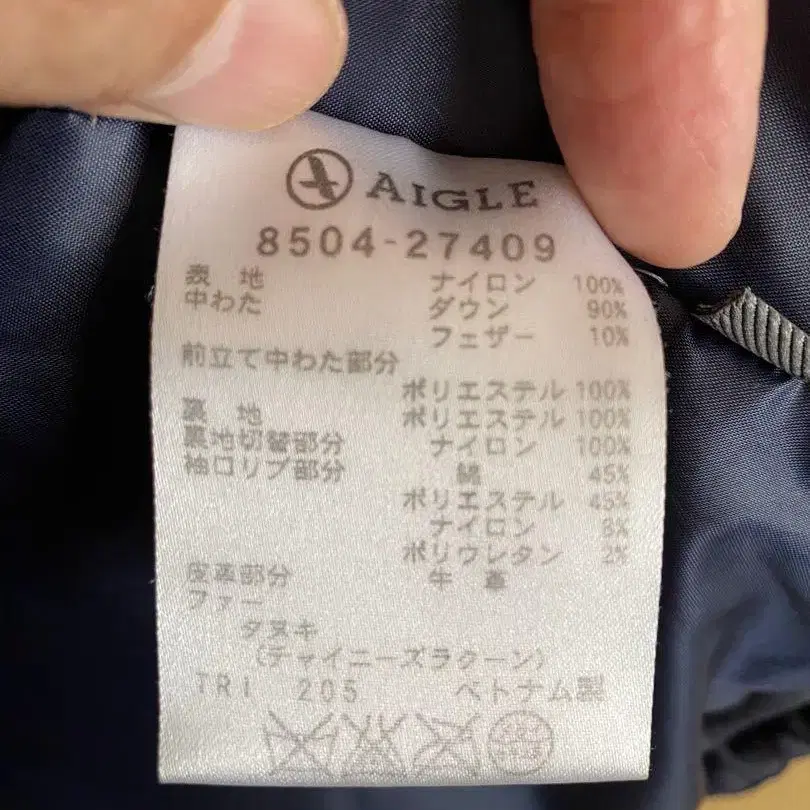 AIGLE
8504-27409
表 地 ナイロン 100%
中わた ダウン 90%
フェザー 10%
前立て中わた部分
ポリエステル 100%
裏 地 ポリエステル 100%
裏地切替部分 ナイロン 100%
袖口リブ部分 綿 45%
ポリエステル 45%
ナイロン 8%
ポリウレタン 2%
皮革部分 牛 革
ファー
タヌキ
(チャイニーズラクーン)
TRI 205 ベトナム製